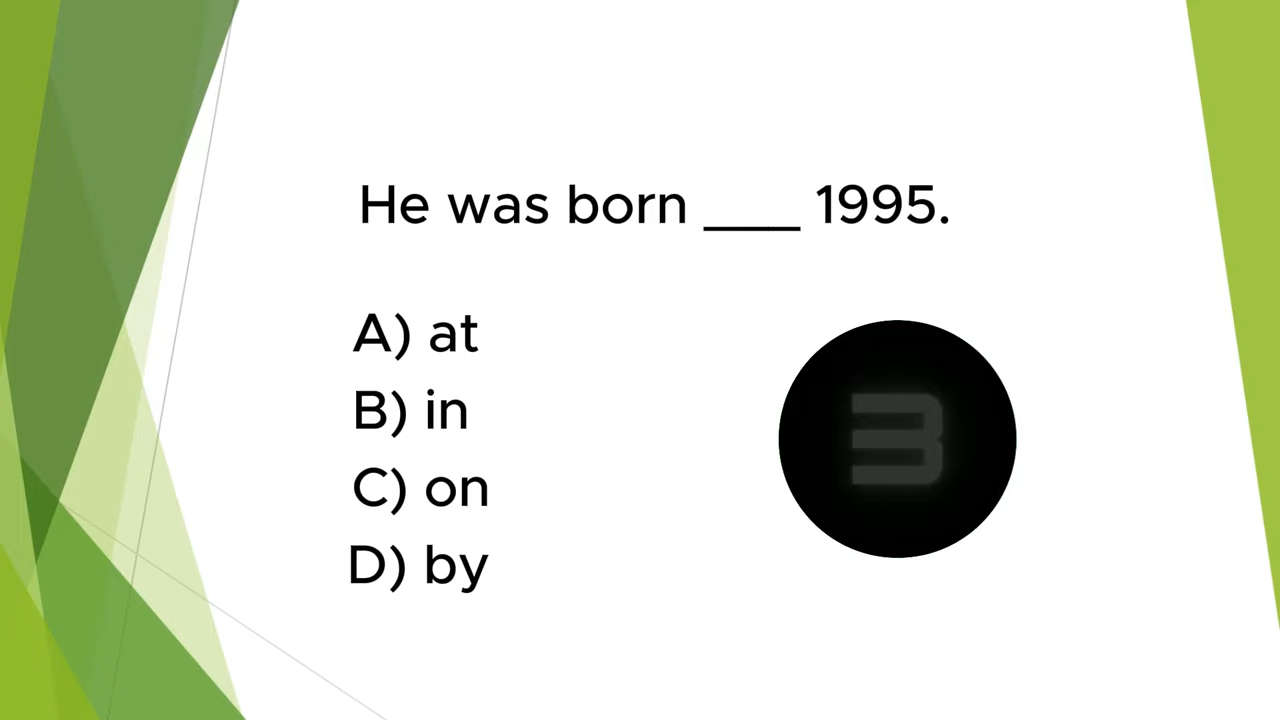 He was born ___ 1995.
A) at
B) in
3
C) on
D) by